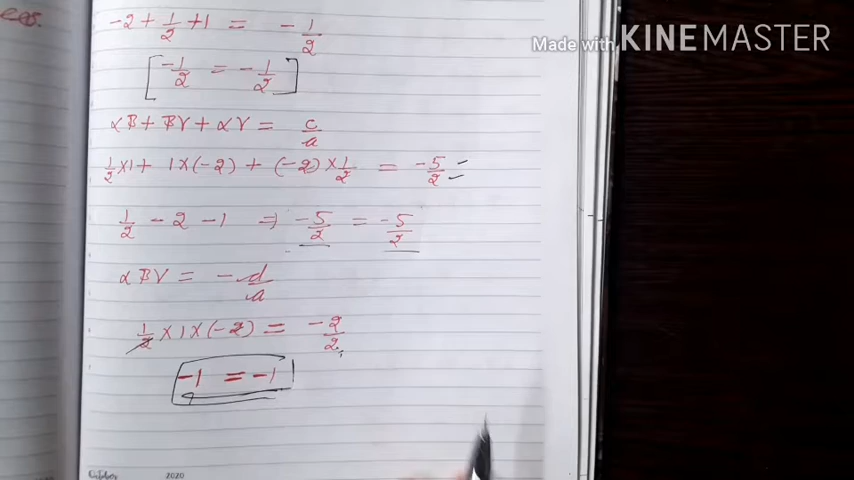 -2 + 1/2 + 1 = - 1/2
Made with KINEMASTER
[ -1/2 = - 1/2 ]
αβ + βγ + αγ = c/a
1/2 × 1 + 1 × (-2) + (-2) × 1/2 = -5/2
1/2 - 2 - 1 ⇒ -5/2 = -5/2
αβγ = - d/a
1/2 × 1 × (-2) = - 2/2
-1 = -1
October 2020